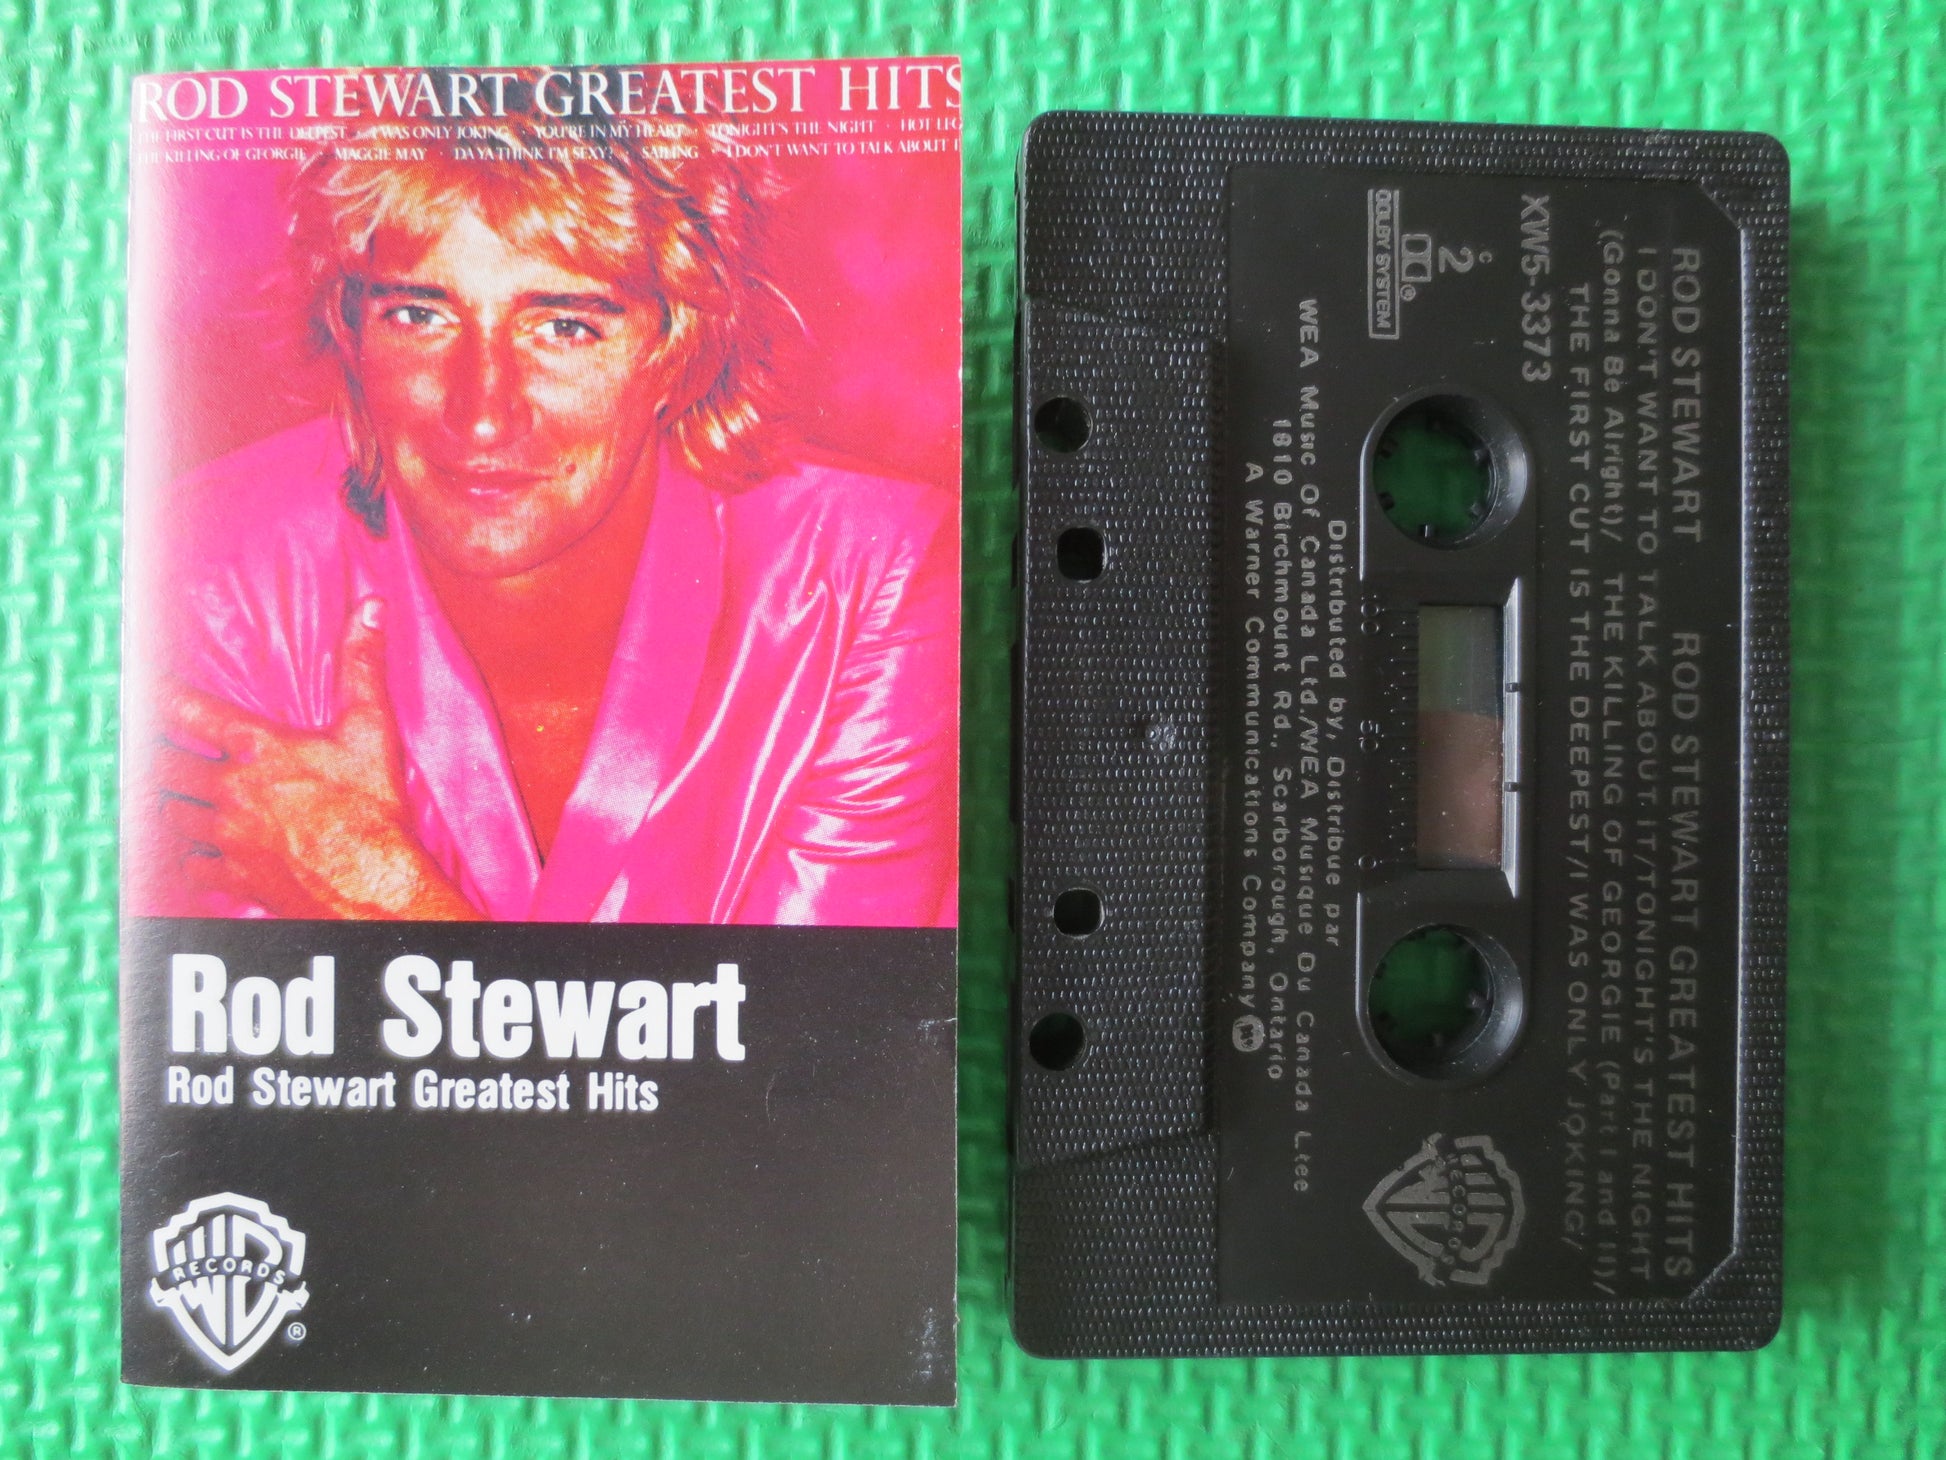 ROD STEWART GREATEST HITS
THE FIRST CUT IS THE DEEPEST · I WAS ONLY JOKING · YOU'RE IN MY HEART · TONIGHT'S THE NIGHT · HOT LEG
THE KILLING OF GEORGIE · MAGGIE MAY · DA YA THINK I'M SEXY? · SAILING · I DON'T WANT TO TALK ABOUT I
Rod Stewart
Rod Stewart Greatest Hits
W RECORDS ®
ROD STEWART ROD STEWART GREATEST HITS
I DON'T WANT TO TALK ABOUT IT/TONIGHT'S THE NIGHT
(Gonna Be Alright)/ THE KILLING OF GEORGIE (Part I and II)/
THE FIRST CUT IS THE DEEPEST/I WAS ONLY JOKING/
XW5-3373
c
2
®
DOLBY SYSTEM
100 50 0
RECORDS
Distributed by, Distribue par
WEA Music Of Canada Ltd./WEA Musique Du Canada Ltee
1810 Birchmount Rd., Scarborough, Ontario
A Warner Communications Company